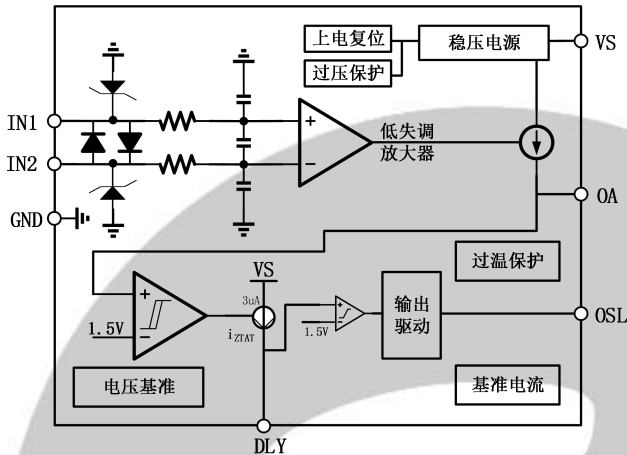 上电复位
稳压电源
VS
过压保护
IN1
+
低失调
放大器
IN2
−
GND
OA
过温保护
VS
+
3uA
+
输出
驱动
OSL
1.5V
−
iZTAT
1.5V
−
电压基准
基准电流
DLY